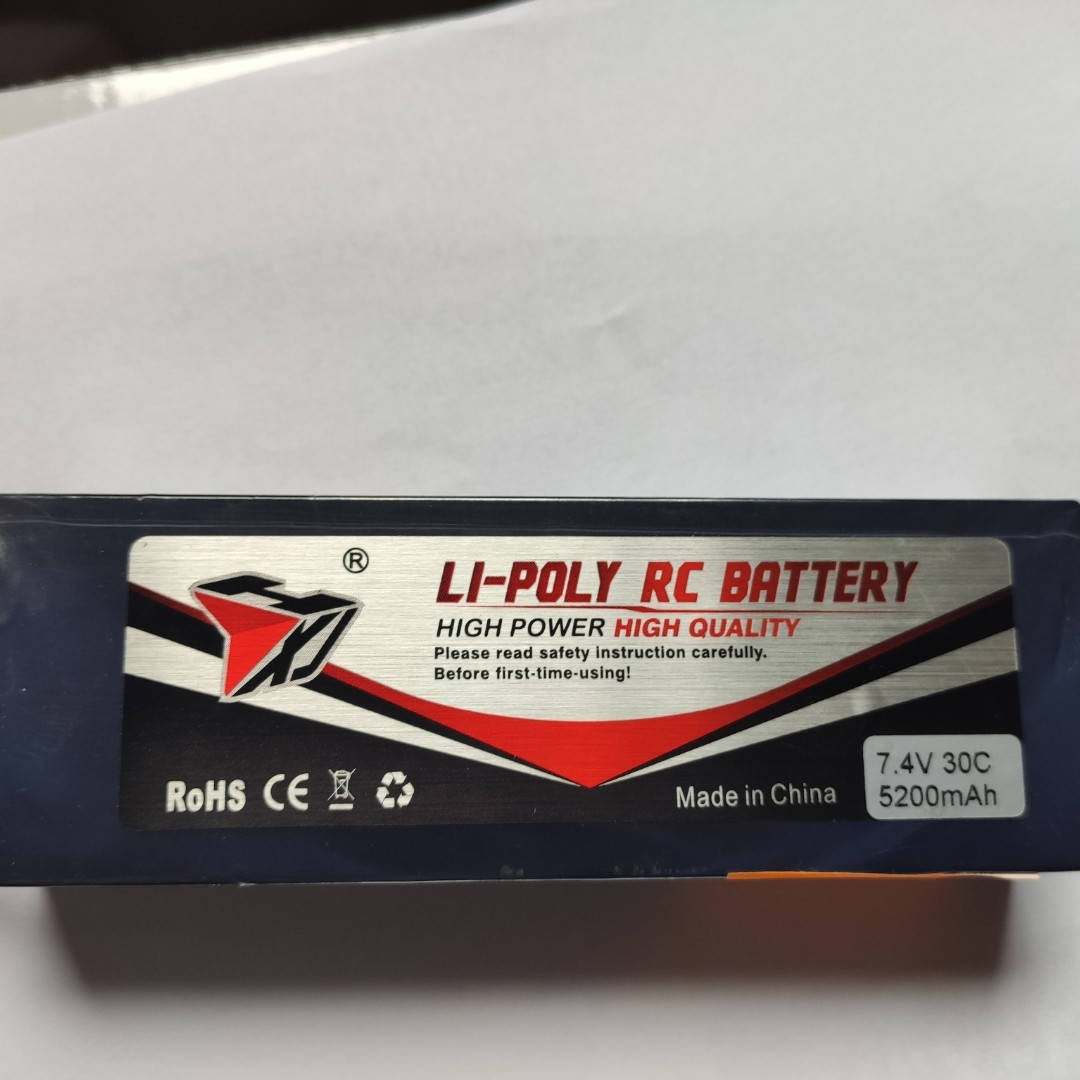 ®
HXJ
LI-POLY RC BATTERY
HIGH POWER HIGH QUALITY
Please read safety instruction carefully.
Before first-time-using!
RoHS CE
Made in China
7.4V 30C
5200mAh